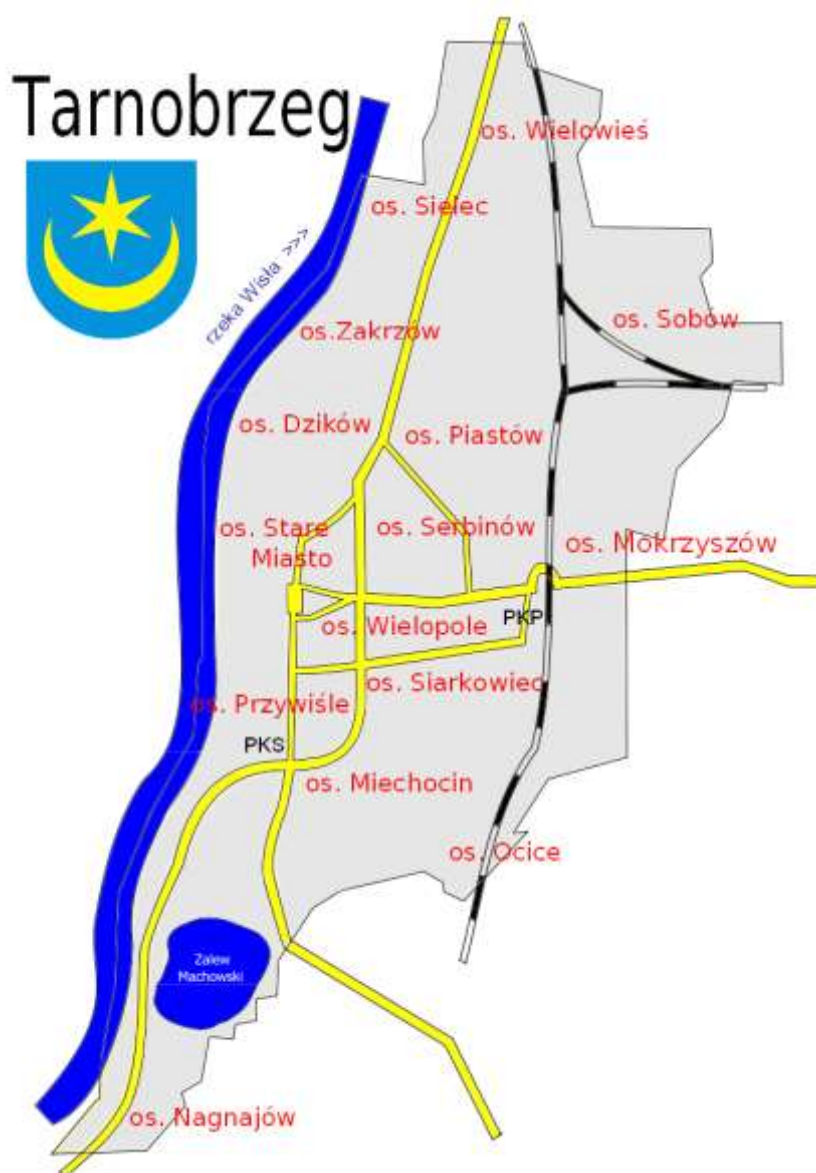 Tarnobrzeg
os. Wielowieś
os. Sielec
rzeka Wisła >>>
os. Sobów
os.Zakrzów
os. Dzików
os. Piastów
os. Stare
Miasto
os. Serbinów
os. Mokrzyszów
os. Wielopole
PKP
os. Siarkowiec
os. Przywiśle
PKS
os. Miechocin
os. Ocice
Zalew
Machowski
os. Nagnajów